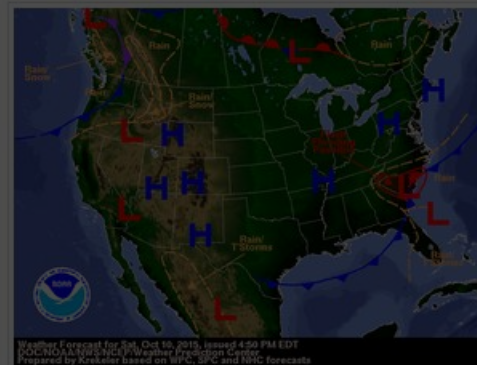 L
Rain
L
Rain
Rain/
Snow
H
Rain/
Snow
L
H
H
H
H
H
H
L
L
L
H
Rain/
T'Storms
L
NOAA
Weather Forecast for Sat, Oct 10, 2015, issued 4:50 PM EDT
DOC/NOAA/NWS/NCEP/Weather Prediction Center
Prepared by Krekeler based on WPC, SPC and NHC forecasts